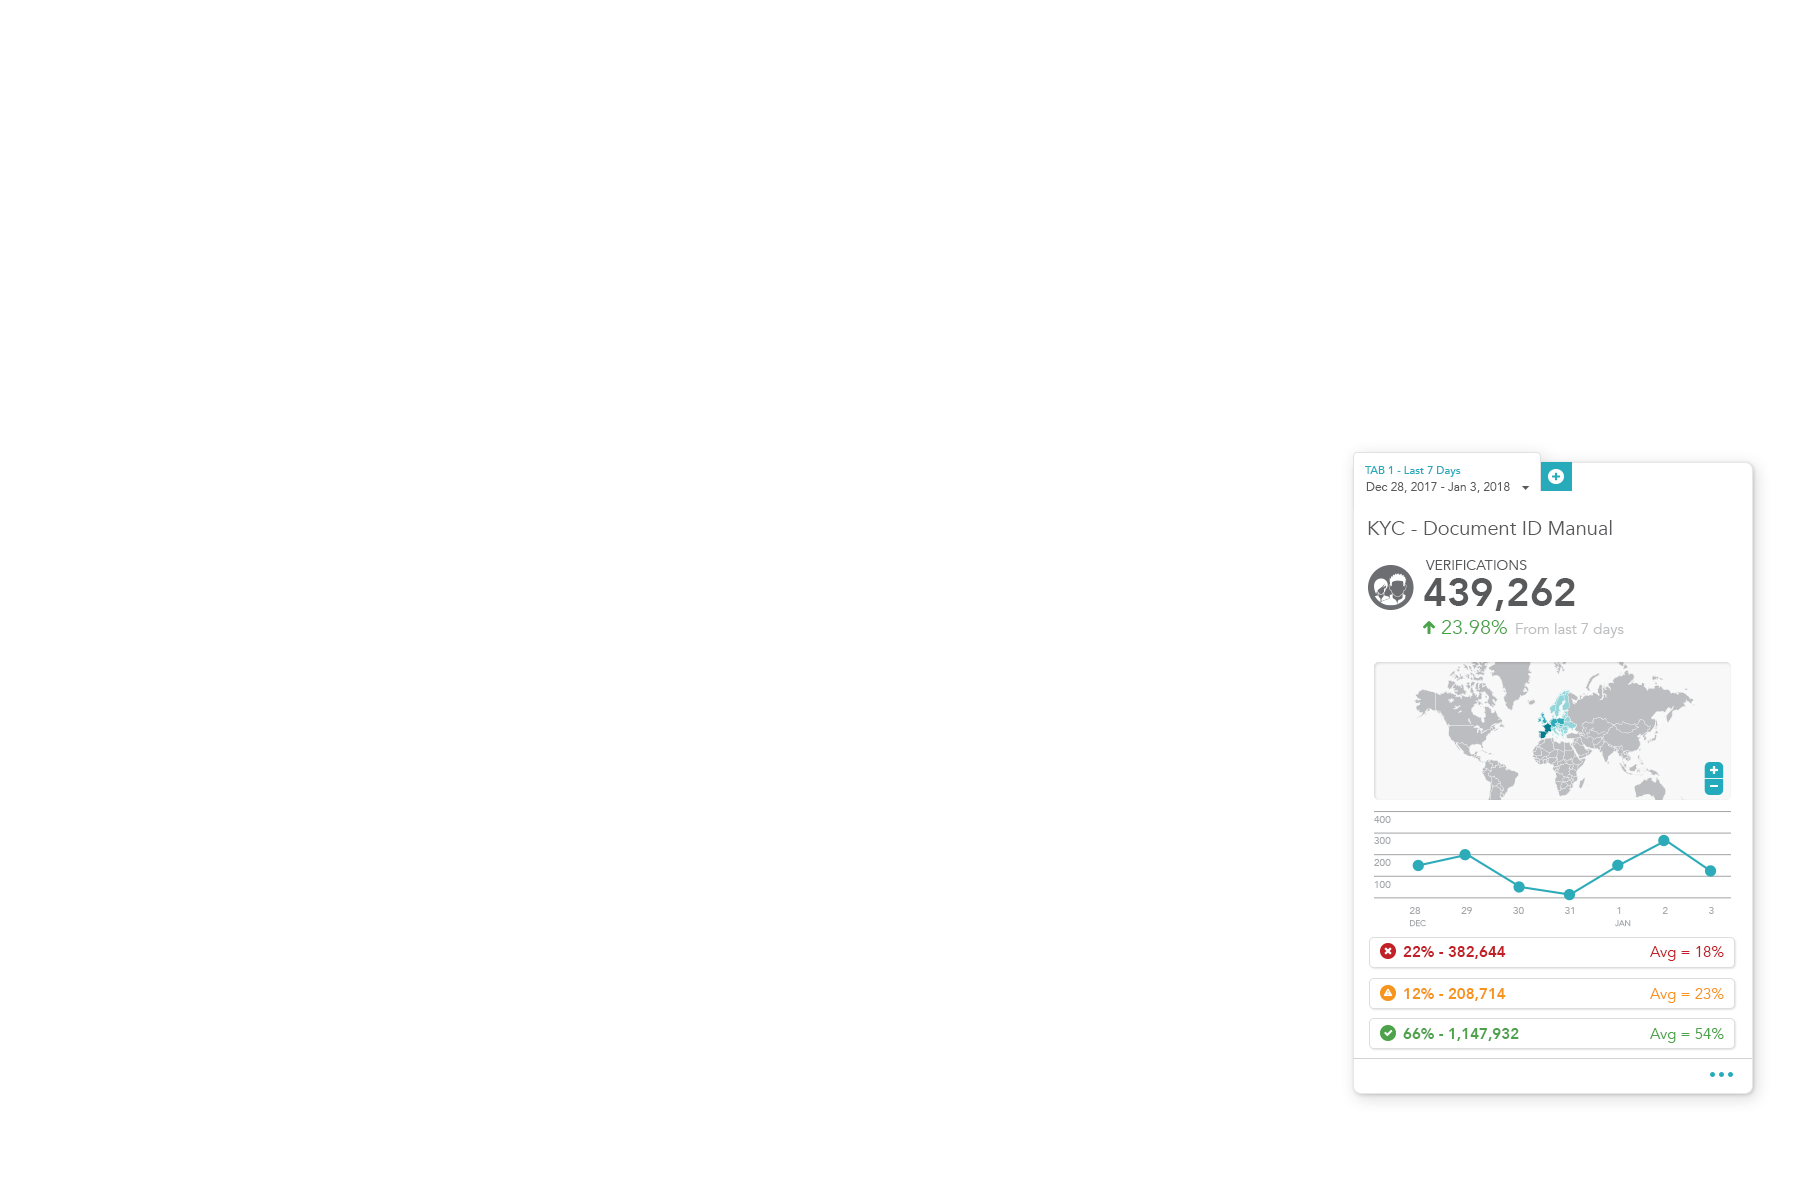 TAB 1 - Last 7 Days
Dec 28, 2017 - Jan 3, 2018
KYC - Document ID Manual
VERIFICATIONS
439,262
23.98% From last 7 days
400
300
200
100
28 29 30 31 1 2 3
DEC JAN
22% - 382,644 Avg = 18%
12% - 208,714 Avg = 23%
66% - 1,147,932 Avg = 54%